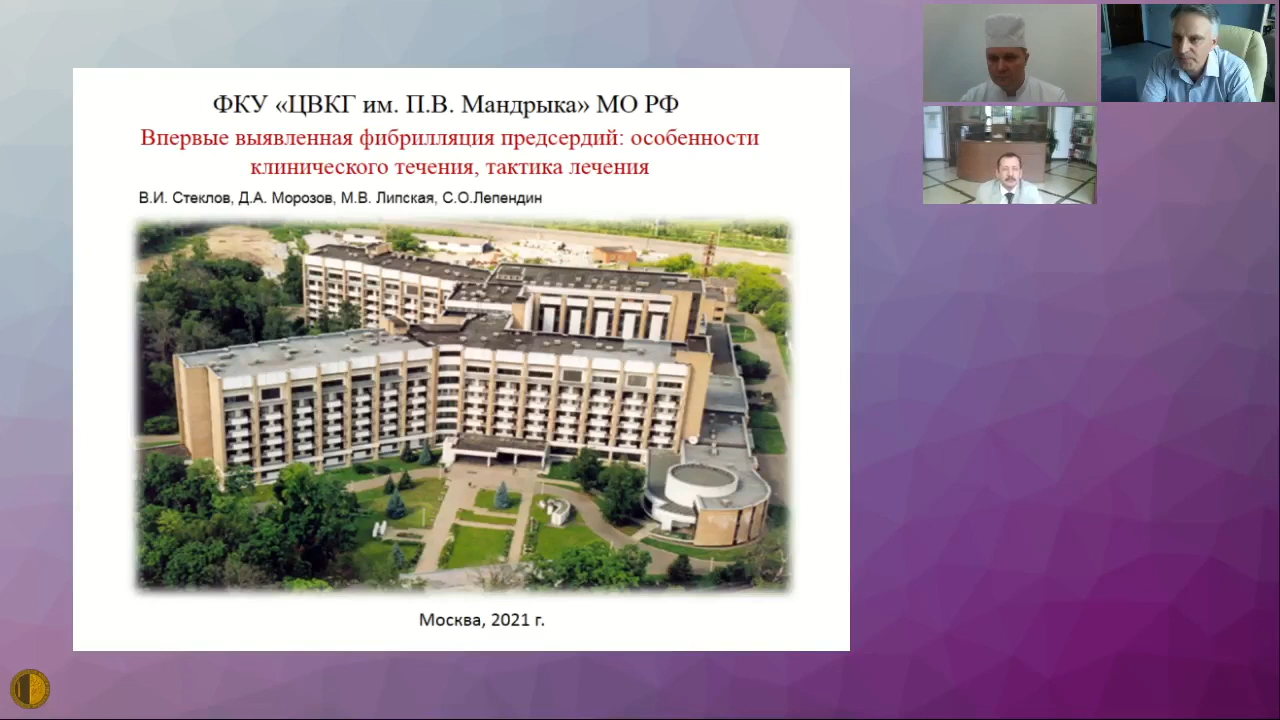 ФКУ «ЦВКГ им. П.В. Мандрыка» МО РФ
Впервые выявленная фибрилляция предсердий: особенности
клинического течения, тактика лечения
В.И. Стеклов, Д.А. Морозов, М.В. Липская, С.О.Лепендин
Москва, 2021 г.